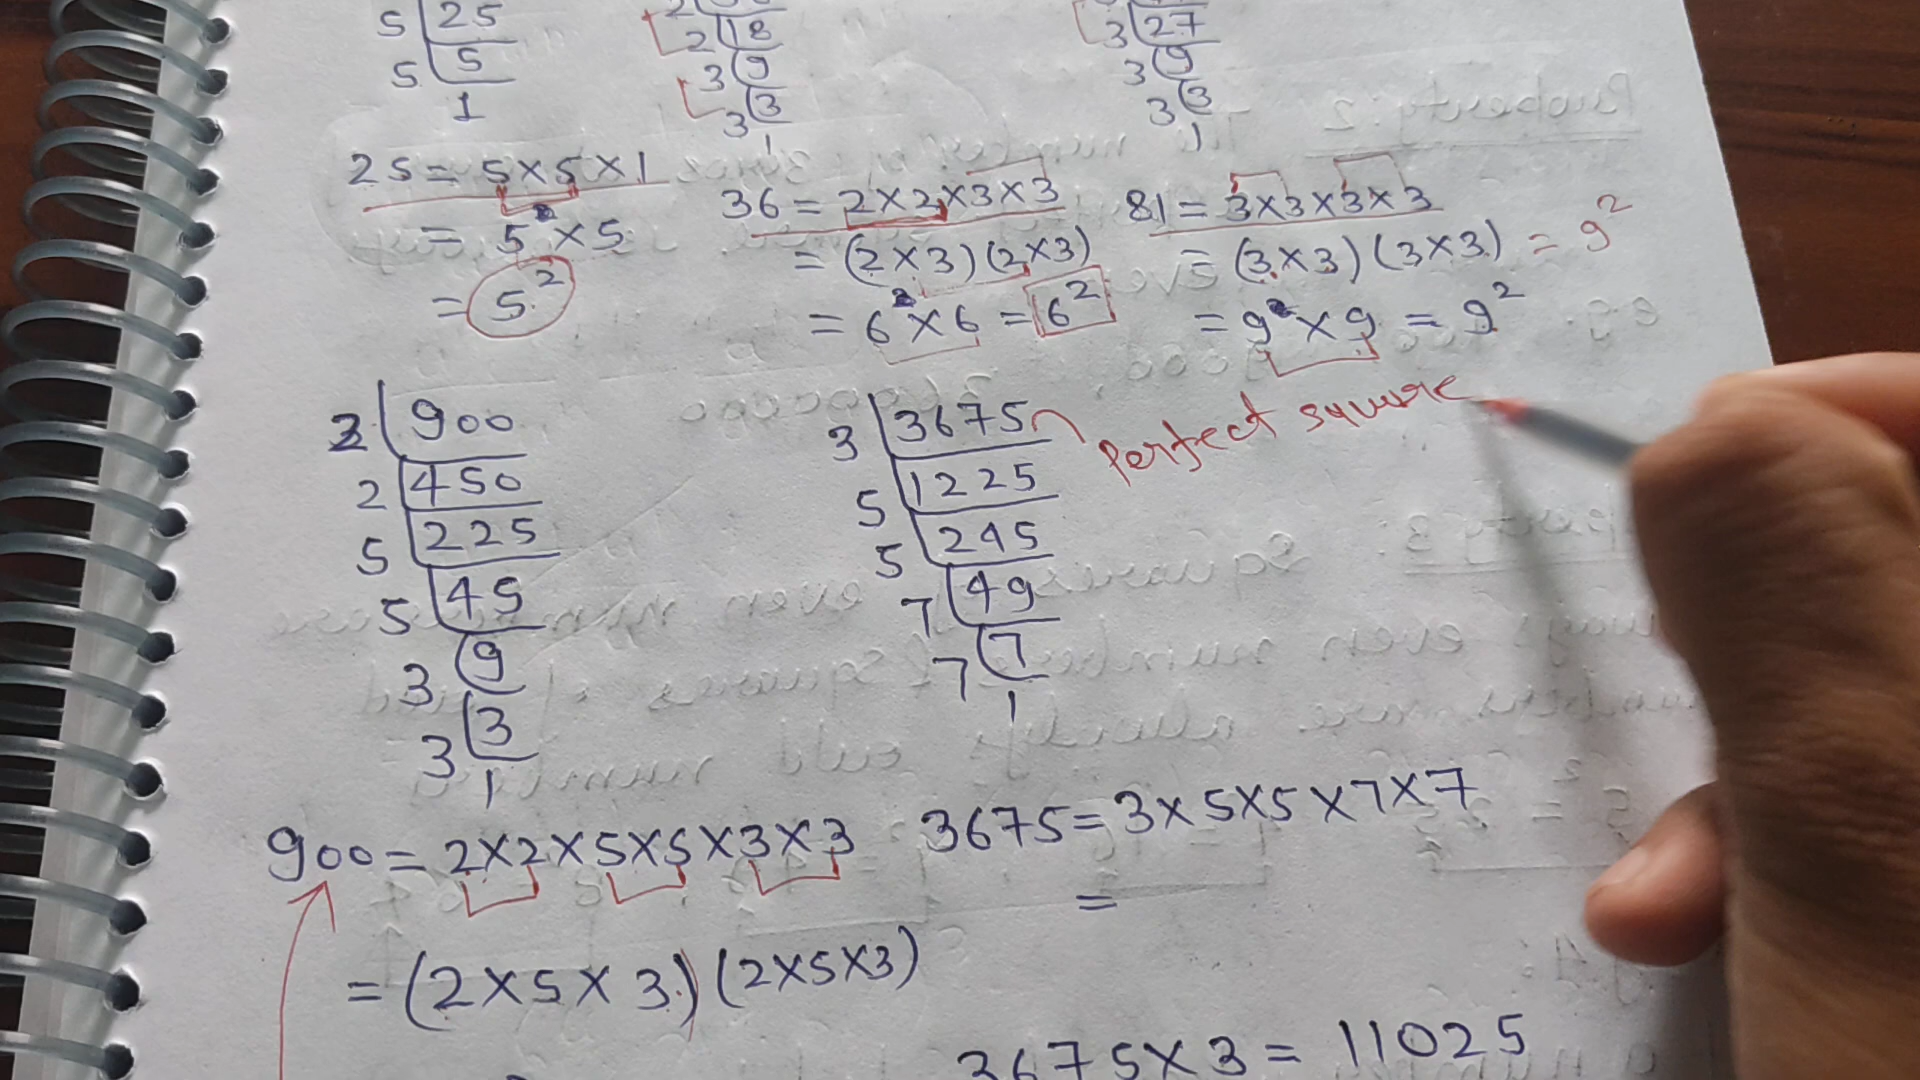 5 | 25
5 | 5
1
2 | 18
3 | 9
3 | 3
1
3 | 27
3 | 9
3 | 3
1
25 = 5×5×1
= 5×5
= 5²
36 = 2×2×3×3
= (2×3)(2×3)
= 6×6 = 6²
81 = 3×3×3×3
= (3×3)(3×3) = 9²
= 9×9 = 9²
2 | 900
2 | 450
5 | 225
5 | 45
3 | 9
3 | 3
1
3 | 3675
5 | 1225
5 | 245
7 | 49
7 | 7
1
Perfect square
900 = 2×2×5×5×3×3
= (2×5×3)(2×5×3)
3675 = 3×5×5×7×7
=
3675×3 = 11025